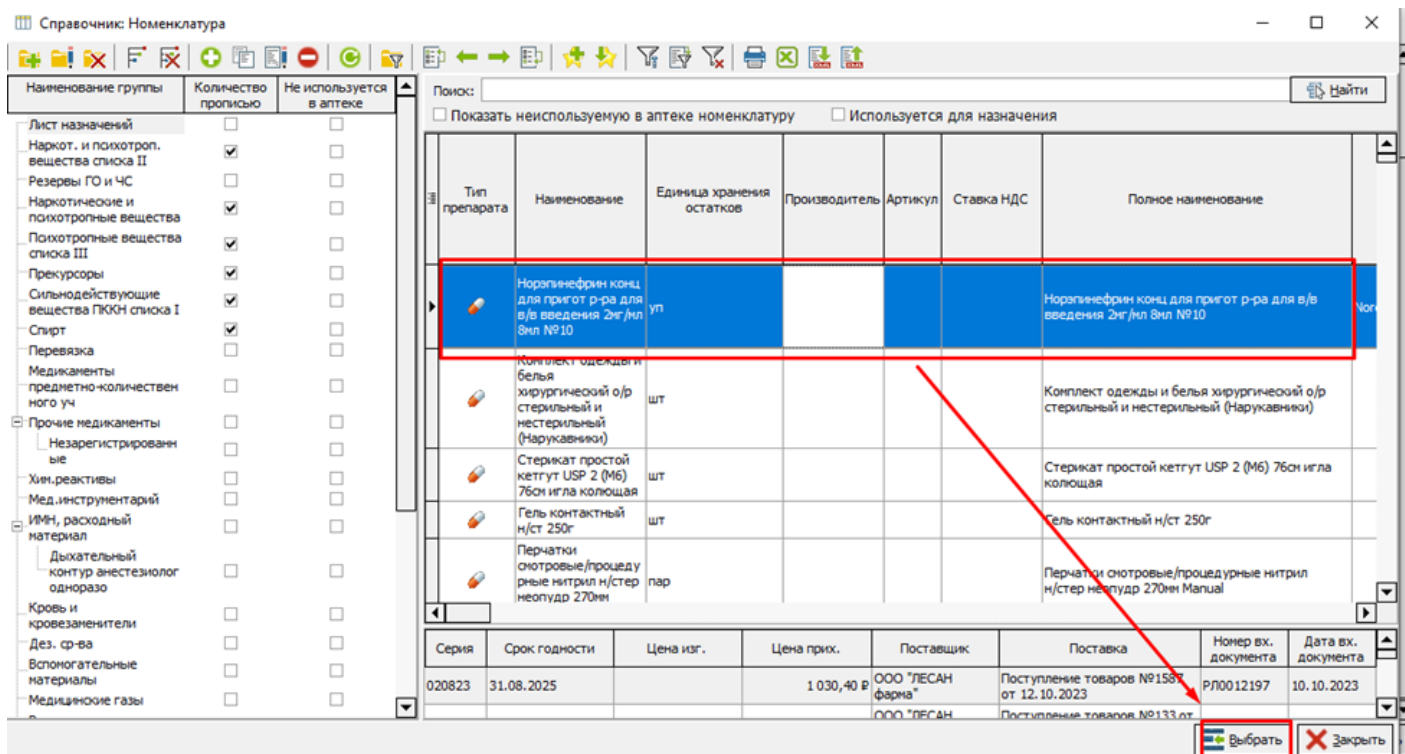 Справочник: Номенклатура
Наименование группы
Количество
прописью
Не используется
в аптеке
Лист назначений
Наркот. и психотроп.
вещества списка II
Резервы ГО и ЧС
Наркотические и
психотропные вещества
Психотропные вещества
списка III
Прекурсоры
Сильнодействующие
вещества ПККН списка I
Спирт
Перевязка
Медикаменты
предметно-количествен
ного уч
Прочие медикаменты
Незарегистрированн
ые
Хим.реактивы
Мед.инструментарий
ИМН, расходный
материал
Дыхательный
контур анестезиолог
одноразо
Кровь и
кровезаменители
Дез. ср-ва
Вспомогательные
материалы
Медицинские газы
Поиск:
Найти
Показать неиспользуемую в аптеке номенклатуру
Используется для назначения
Тип
препарата
Наименование
Единица хранения
остатков
Производитель
Артикул
Ставка НДС
Полное наименование
Норэпинефрин конц
для пригот р-ра для
в/в введения 2мг/мл
8мл №10
уп
Норэпинефрин конц для пригот р-ра для в/в
введения 2мг/мл 8мл №10
Nor
Комплект одежды и
белья
хирургический о/р
стерильный и
нестерильный
(Нарукавники)
шт
Комплект одежды и белья хирургический о/р
стерильный и нестерильный (Нарукавники)
Стерикат простой
кетгут USP 2 (М6)
76см игла колющая
шт
Стерикат простой кетгут USP 2 (М6) 76см игла
колющая
Гель контактный
н/ст 250г
шт
Гель контактный н/ст 250г
Перчатки
смотровые/процеду
рные нитрил н/стер
неопудр 270мм
пар
Перчатки смотровые/процедурные нитрил
н/стер неопудр 270мм Manual
Серия
Срок годности
Цена изг.
Цена прих.
Поставщик
Поставка
Номер вх.
документа
Дата вх.
документа
020823
31.08.2025
1 030,40 ₽
ООО "ЛЕСАН
фарма"
Поступление товаров №1587
от 12.10.2023
РЛ0012197
10.10.2023
ООО "ЛЕСАН
Поступление товаров №133 от
Выбрать
Закрыть